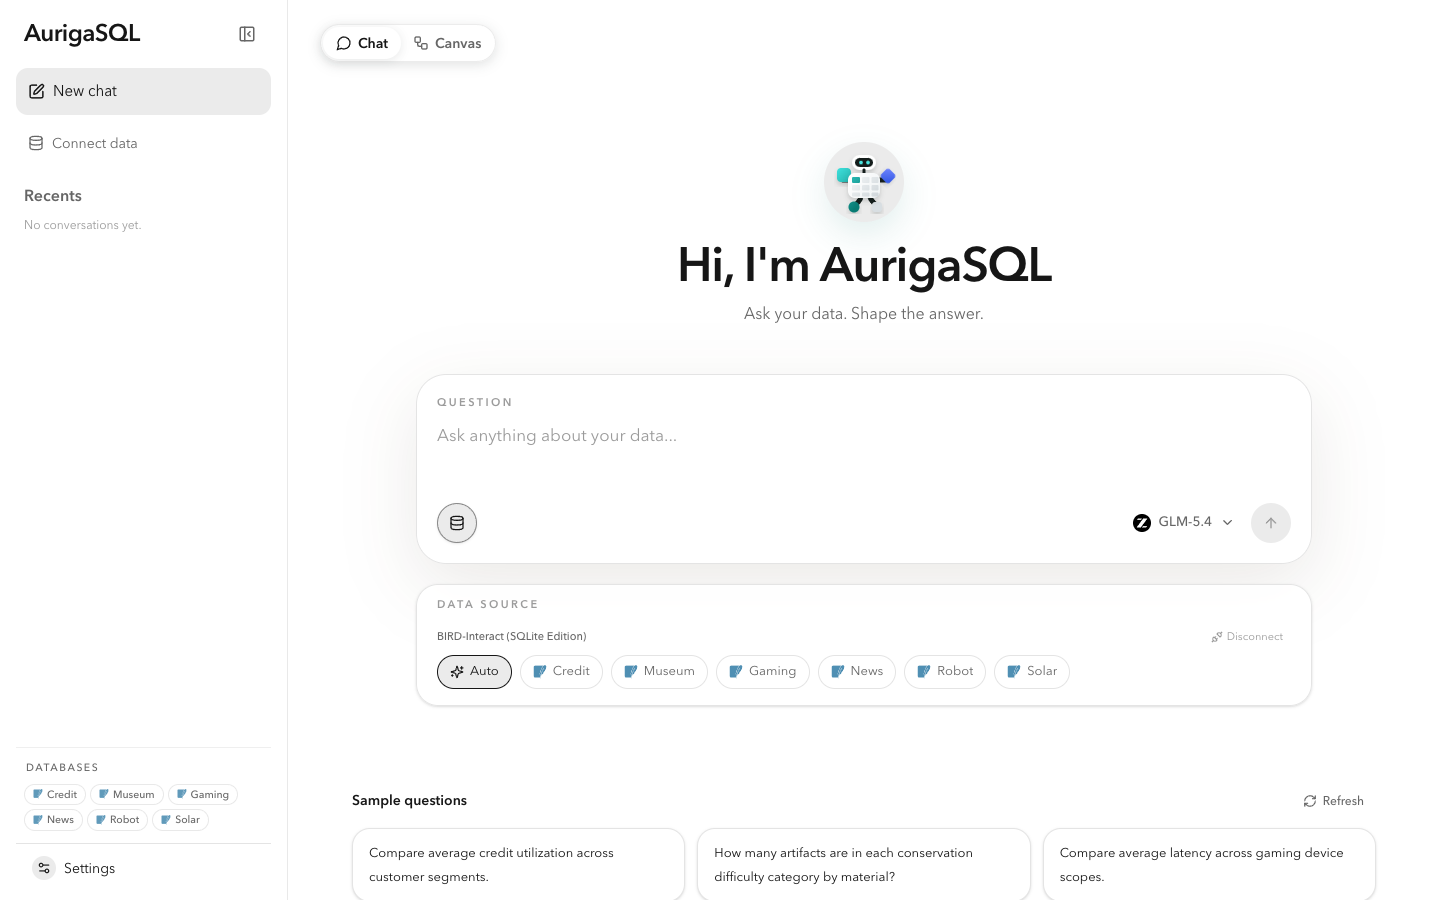 AurigaSQL
New chat
Connect data
Recents
No conversations yet.
DATABASES
Credit
Museum
Gaming
News
Robot
Solar
Settings
Chat
Canvas
Hi, I'm AurigaSQL
Ask your data. Shape the answer.
QUESTION
Ask anything about your data...
GLM-5.4
DATA SOURCE
BIRD-Interact (SQLite Edition)
Disconnect
Auto
Credit
Museum
Gaming
News
Robot
Solar
Sample questions
Refresh
Compare average credit utilization across
customer segments.
How many artifacts are in each conservation
difficulty category by material?
Compare average latency across gaming device
scopes.